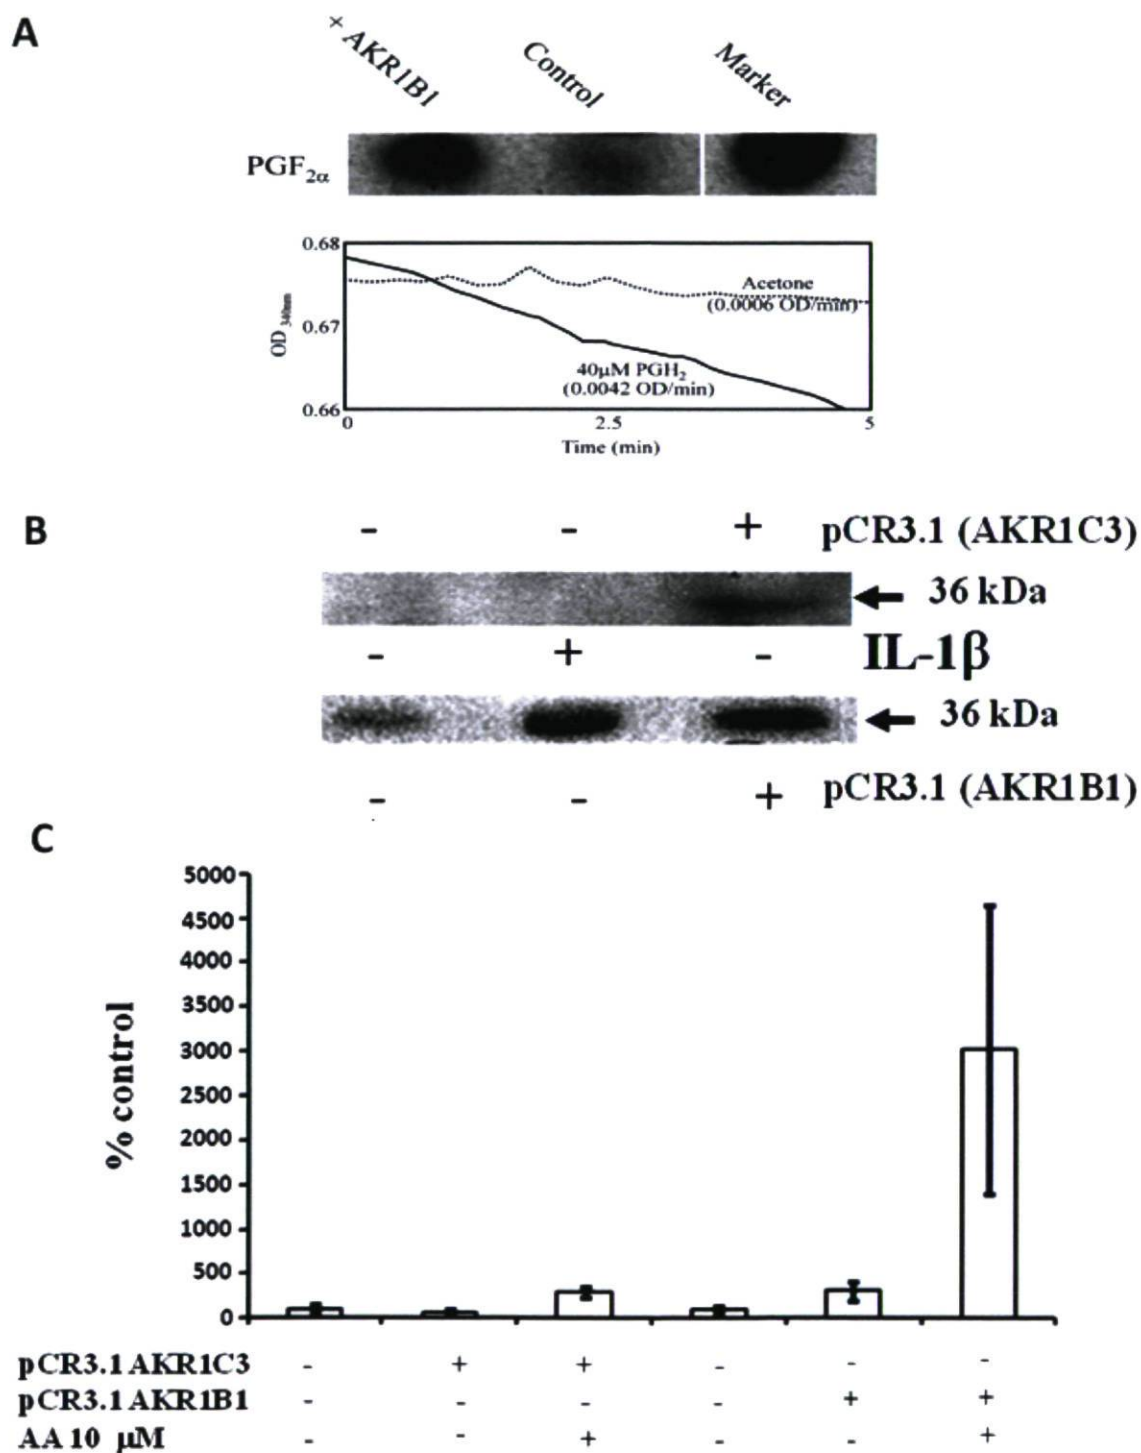 A
+ AKR1B1 Control Marker
PGF2α
0.68
Acetone
(0.0006 OD/min)
OD 340nm
0.67
40μM PGH2
(0.0042 OD/min)
0.66
0 2.5 5
Time (min)
B
- - + pCR3.1 (AKR1C3)
36 kDa
- + - IL-1β
36 kDa
- - + pCR3.1 (AKR1B1)
C
5000
4500
4000
3500
3000
2500
2000
1500
1000
500
0
% control
pCR3.1 AKR1C3 - + + - - -
pCR3.1 AKR1B1 - - - - + +
AA 10 μM - - + - - +